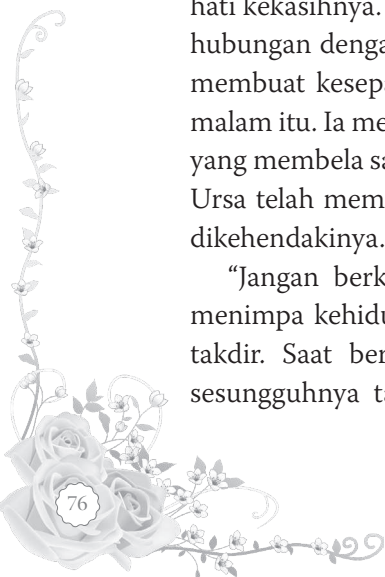 hati kekasihnya.
hubungan denga
membuat kesepa
malam itu. Ia me
yang membela sa
Ursa telah mem
dikehendakinya.
“Jangan berk
menimpa kehidu
takdir. Saat ber
sesungguhnya ta
76